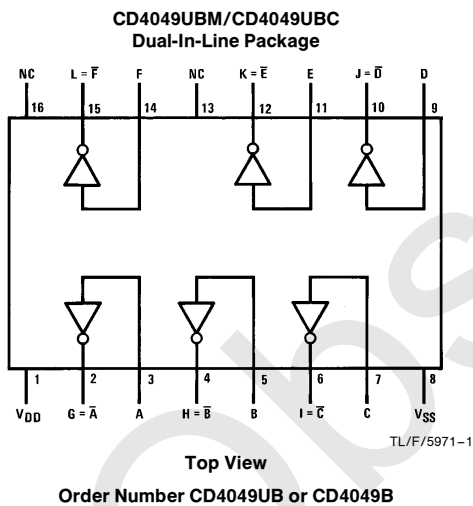 CD4049UBM/CD4049UBC
Dual-In-Line Package
NC L = F̅ F NC K = E̅ E J = D̅ D
16 15 14 13 12 11 10 9
1 2 3 4 5 6 7 8
VDD G = A̅ A H = B̅ B I = C̅ C VSS
TL/F/5971–1
Top View
Order Number CD4049UB or CD4049B